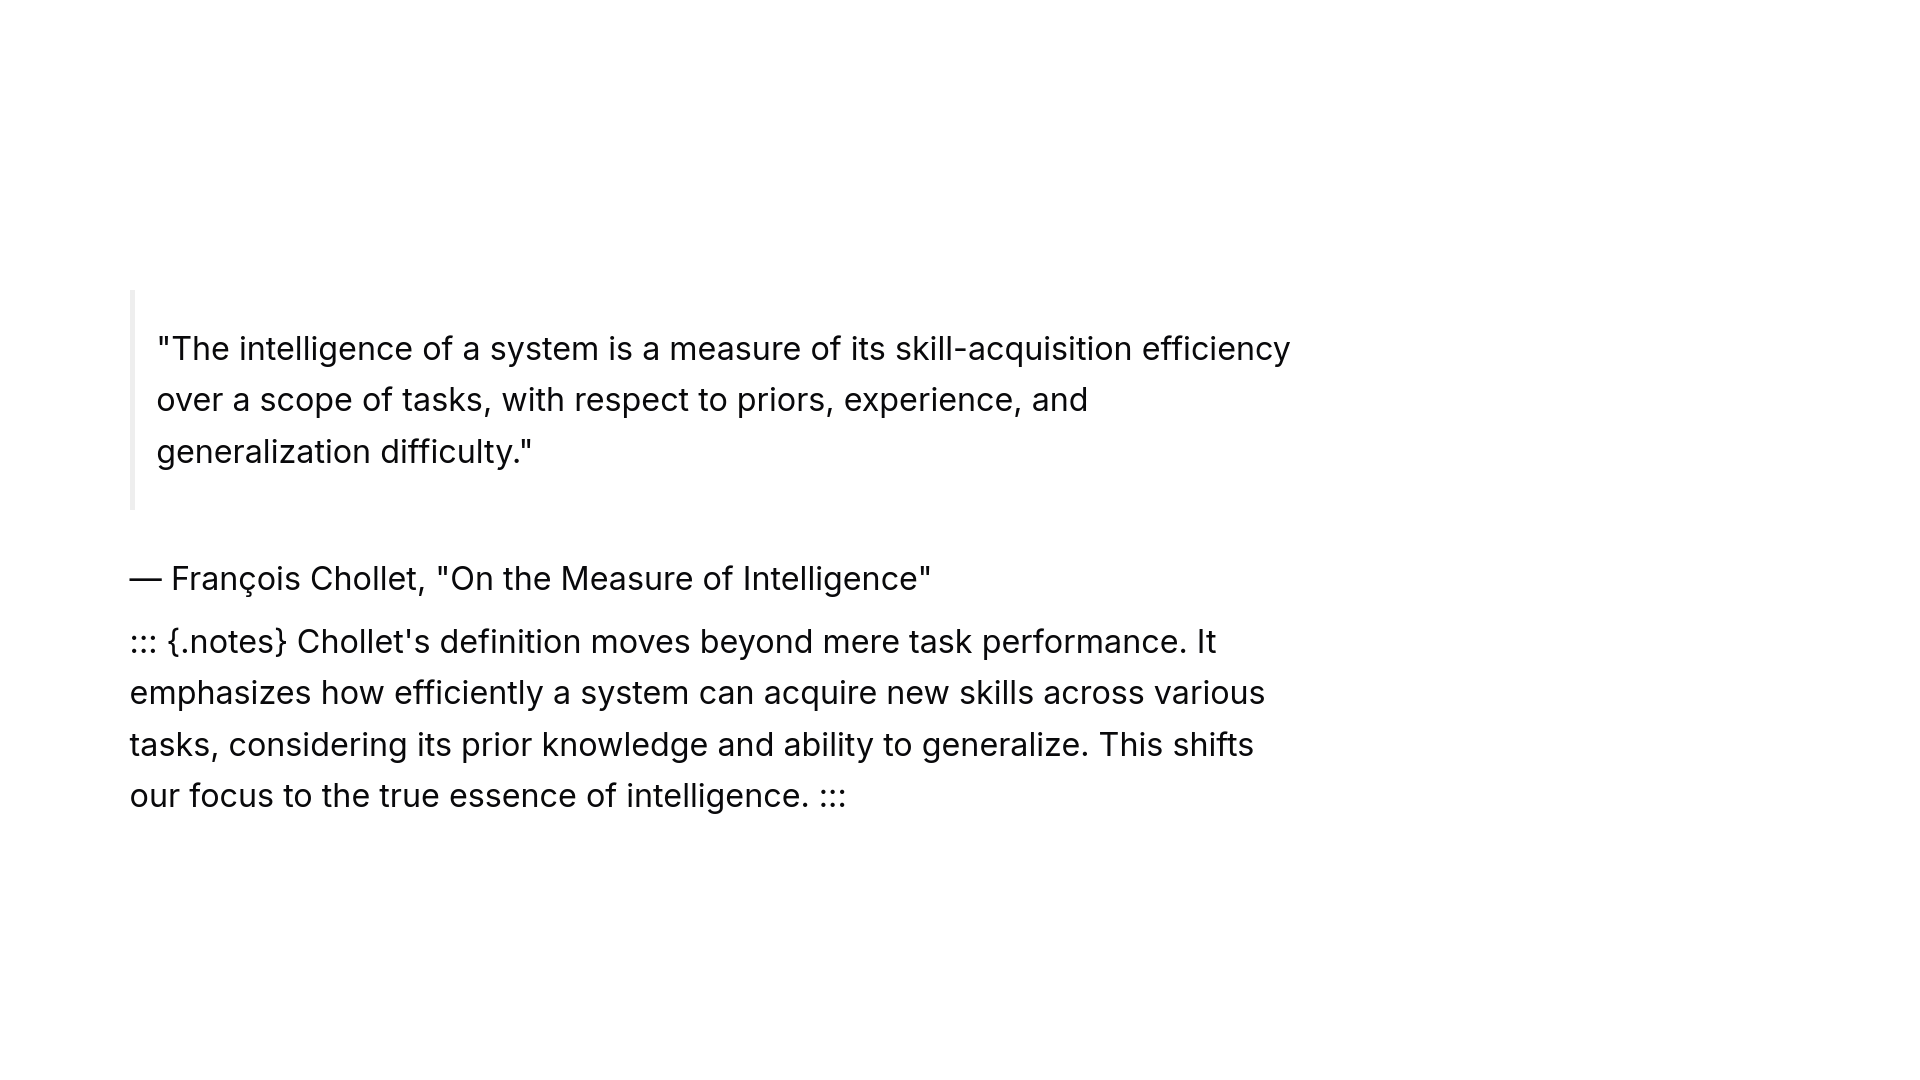 "The intelligence of a system is a measure of its skill-acquisition efficiency
over a scope of tasks, with respect to priors, experience, and
generalization difficulty."
— François Chollet, "On the Measure of Intelligence"
::: {.notes} Chollet's definition moves beyond mere task performance. It
emphasizes how efficiently a system can acquire new skills across various
tasks, considering its prior knowledge and ability to generalize. This shifts
our focus to the true essence of intelligence. :::